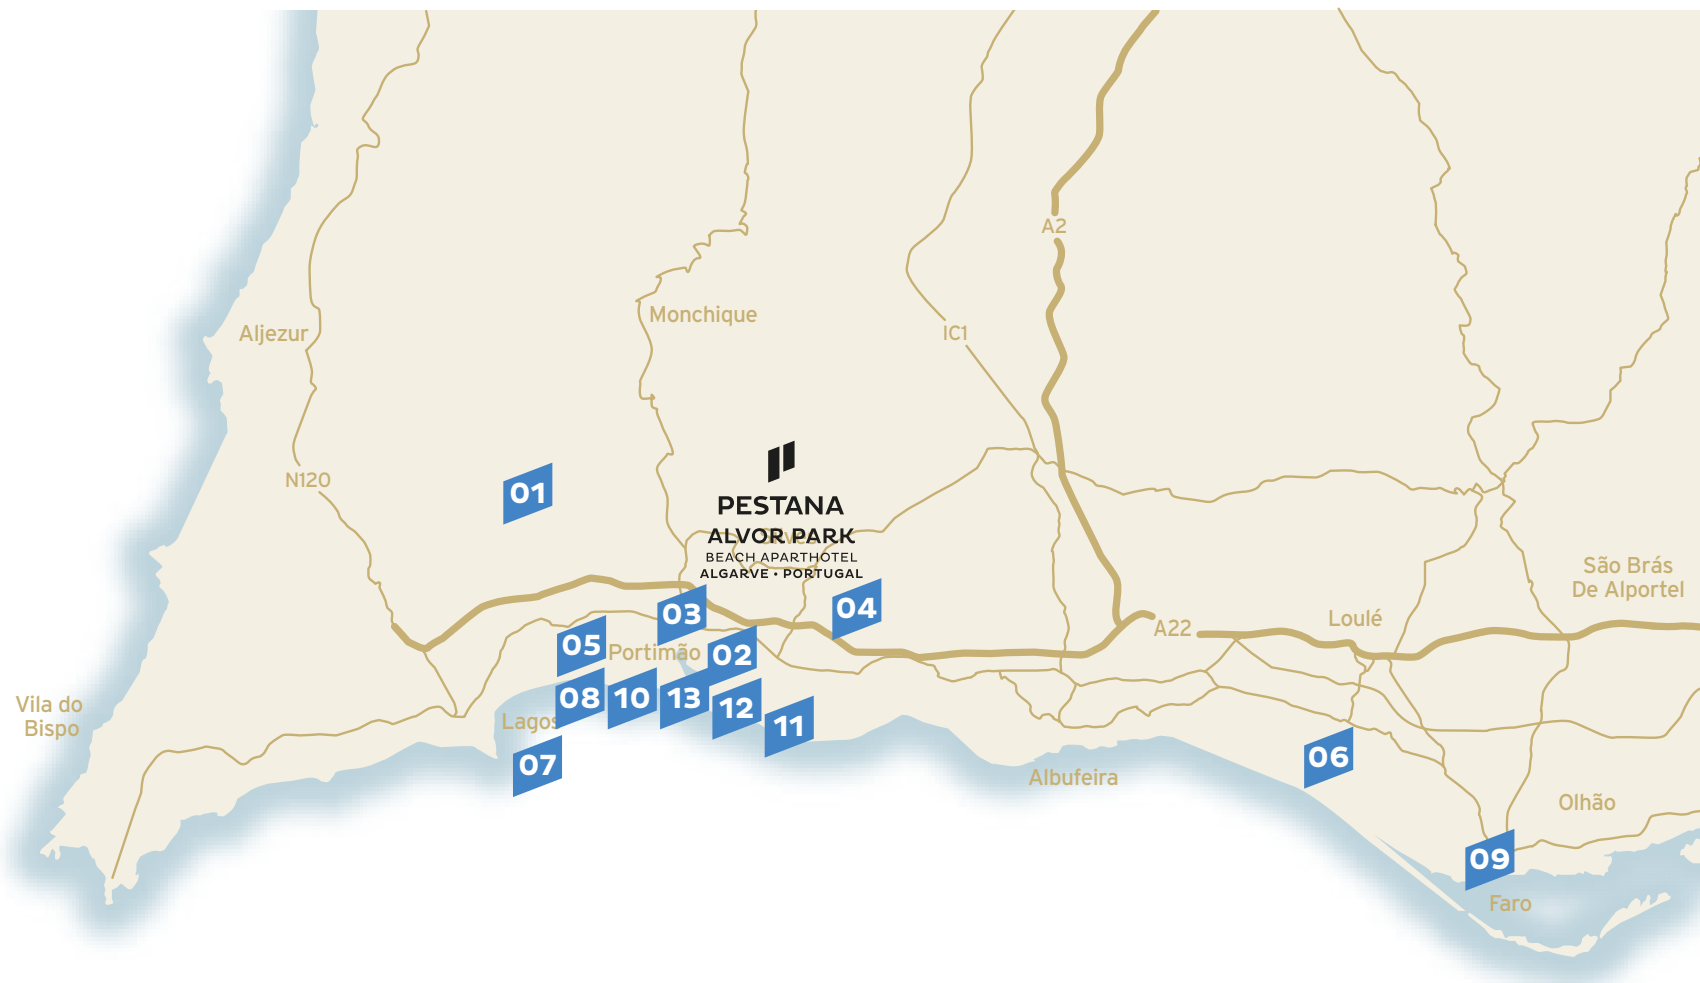 A2
Monchique
Aljezur
IC1
N120
01
PESTANA
ALVOR PARK
Silves
BEACH APARTHOTEL
ALGARVE • PORTUGAL
São Brás
De Alportel
03
04
A22
Loulé
05
Portimão
02
Vila do
Bispo
08
10
13
12
Lagos
11
07
06
Albufeira
Olhão
09
Faro